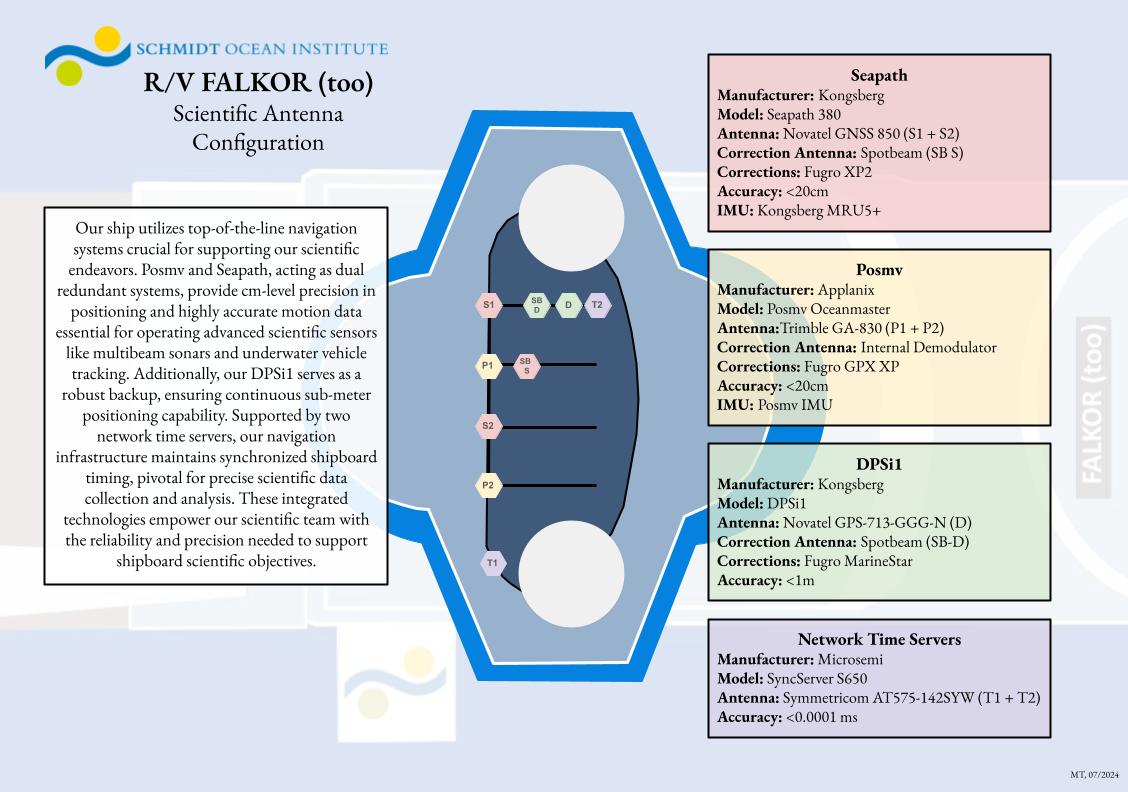 SCHMIDT OCEAN INSTITUTE
R/V FALKOR (too)
Scientific Antenna
Configuration
Our ship utilizes top-of-the-line navigation
systems crucial for supporting our scientific
endeavors. Posmv and Seapath, acting as dual
redundant systems, provide cm-level precision in
positioning and highly accurate motion data
essential for operating advanced scientific sensors
like multibeam sonars and underwater vehicle
tracking. Additionally, our DPSi1 serves as a
robust backup, ensuring continuous sub-meter
positioning capability. Supported by two
network time servers, our navigation
infrastructure maintains synchronized shipboard
timing, pivotal for precise scientific data
collection and analysis. These integrated
technologies empower our scientific team with
the reliability and precision needed to support
shipboard scientific objectives.
S1
SB
D
D
T2
P1
SB
S
S2
P2
T1
Seapath
Manufacturer: Kongsberg
Model: Seapath 380
Antenna: Novatel GNSS 850 (S1 + S2)
Correction Antenna: Spotbeam (SB S)
Corrections: Fugro XP2
Accuracy: <20cm
IMU: Kongsberg MRU5+
Posmv
Manufacturer: Applanix
Model: Posmv Oceanmaster
Antenna:Trimble GA-830 (P1 + P2)
Correction Antenna: Internal Demodulator
Corrections: Fugro GPX XP
Accuracy: <20cm
IMU: Posmv IMU
DPSi1
Manufacturer: Kongsberg
Model: DPSi1
Antenna: Novatel GPS-713-GGG-N (D)
Correction Antenna: Spotbeam (SB-D)
Corrections: Fugro MarineStar
Accuracy: <1m
Network Time Servers
Manufacturer: Microsemi
Model: SyncServer S650
Antenna: Symmetricom AT575-142SYW (T1 + T2)
Accuracy: <0.0001 ms
FALKOR (too)
MT, 07/2024